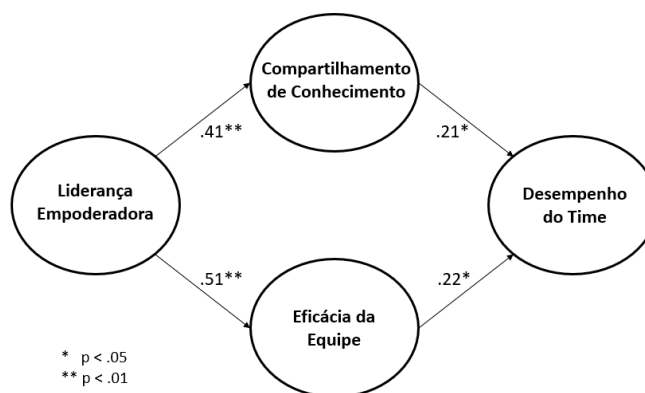 Compartilhamento
de Conhecimento
.41**
.21*
Liderança
Empoderadora
Desempenho
do Time
.51**
.22*
Eficácia da
Equipe
* p < .05
** p < .01